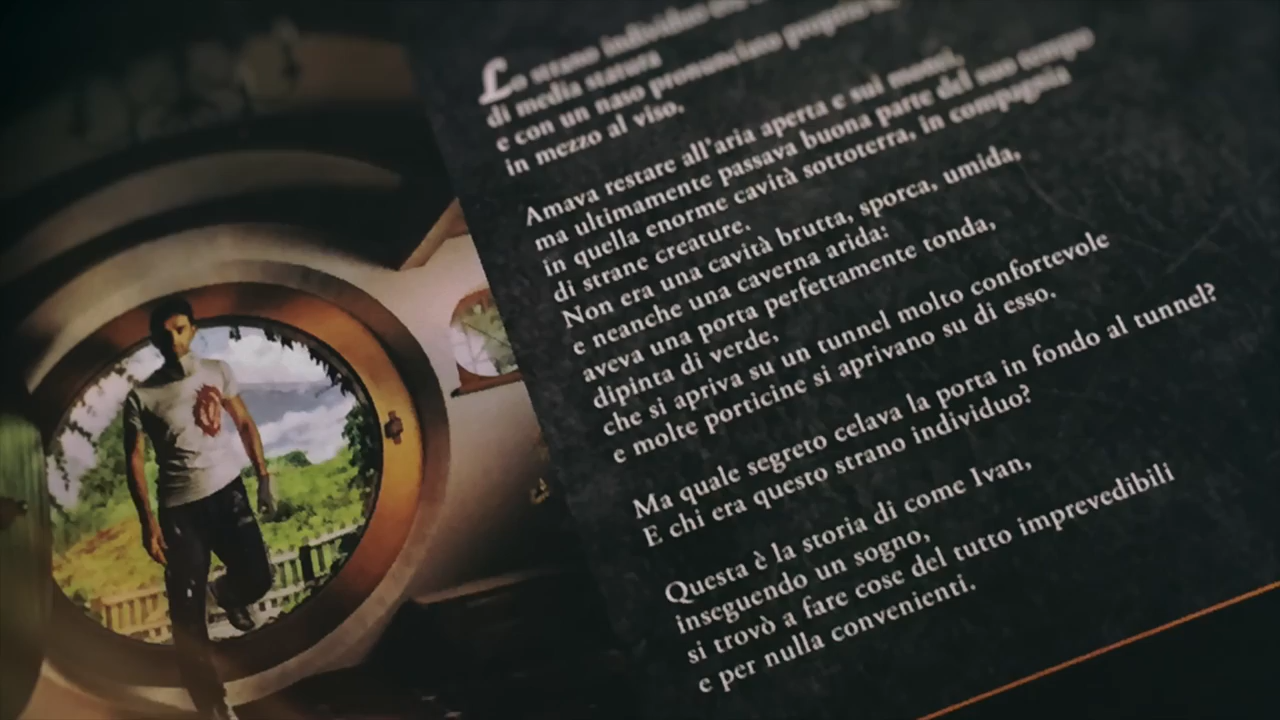 Lo strano individuo
di media statura
e con un naso pronunciato proprio
in mezzo al viso.
Amava restare all'aria aperta e sui monti,
ma ultimamente passava buona parte del suo tempo
in quella enorme cavità sottoterra, in compagnia
di strane creature.
Non era una cavità brutta, sporca, umida,
e neanche una caverna arida:
aveva una porta perfettamente tonda,
dipinta di verde,
che si apriva su un tunnel molto confortevole
e molte porticine si aprivano su di esso.
Ma quale segreto celava la porta in fondo al tunnel?
E chi era questo strano individuo?
Questa è la storia di come Ivan,
inseguendo un sogno,
si trovò a fare cose del tutto imprevedibili
e per nulla convenienti.